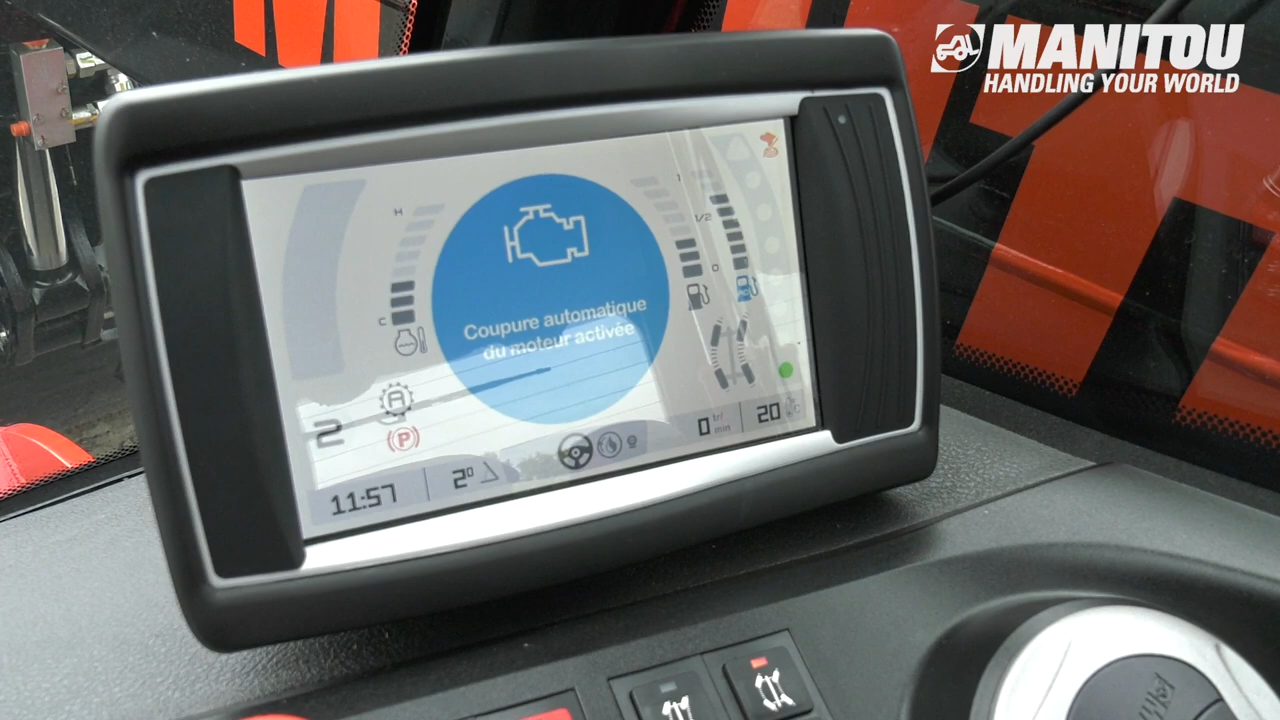 MANITOU
HANDLING YOUR WORLD
H
C
1
1/2
0
Coupure automatique
du moteur activée
A
2
P
11:57
2°
0 tr/min
20